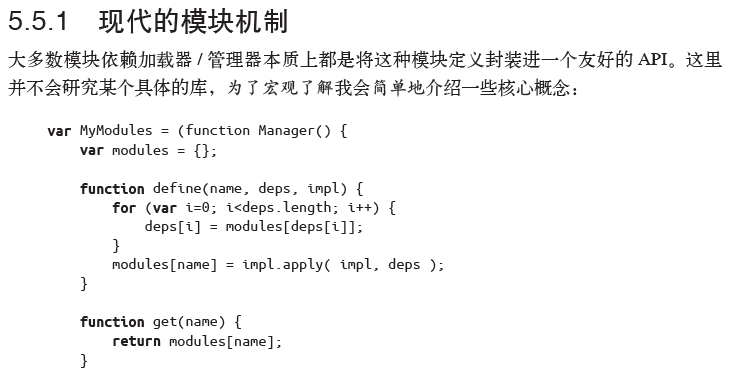 5.5.1 现代的模块机制
大多数模块依赖加载器 / 管理器本质上都是将这种模块定义封装进一个友好的 API。这里
并不会研究某个具体的库，为了宏观了解我会简单地介绍一些核心概念：
var MyModules = (function Manager() {
    var modules = {};

    function define(name, deps, impl) {
        for (var i=0; i<deps.length; i++) {
            deps[i] = modules[deps[i]];
        }
        modules[name] = impl.apply( impl, deps );
    }

    function get(name) {
        return modules[name];
    }